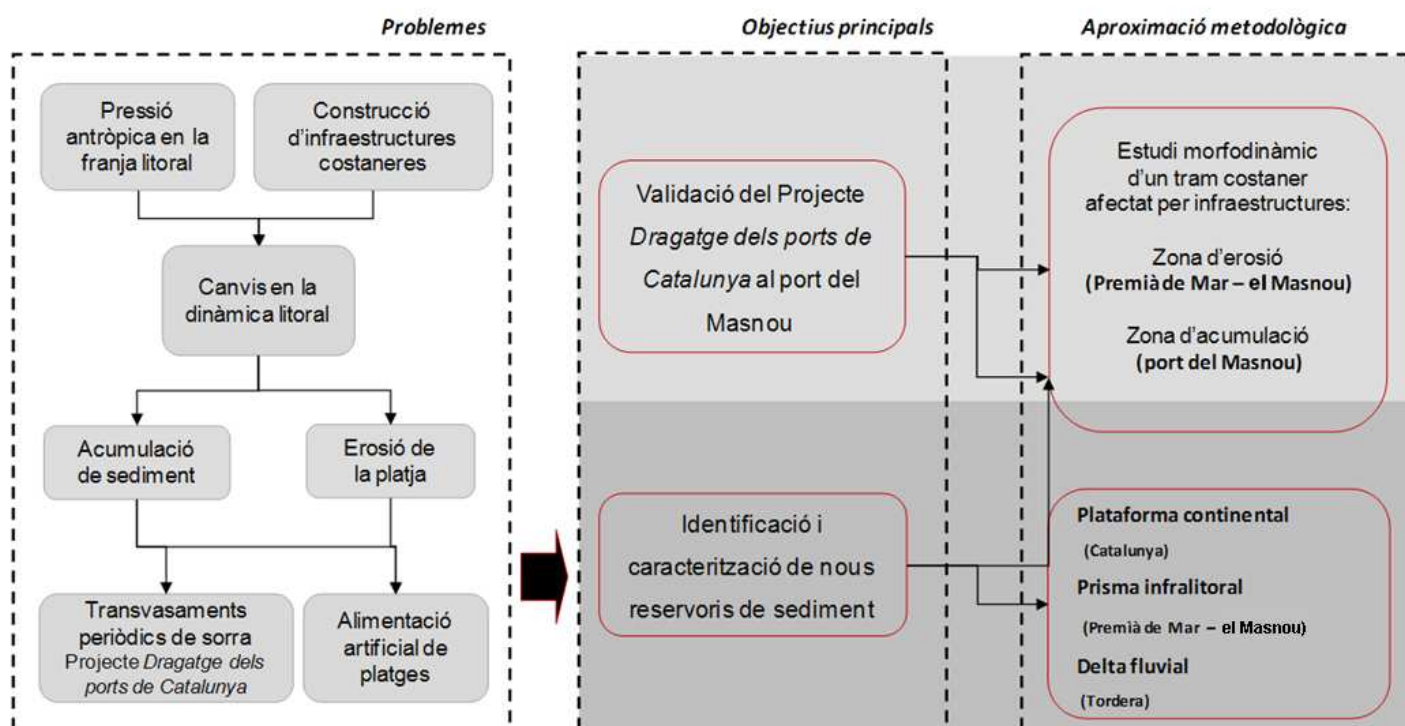 Problemes
Pressió
antròpica en la
franja litoral
Construcció
d'infraestructures
costaneres
Canvis en la
dinàmica litoral
Acumulació
de sediment
Erosió de
la platja
Transvasaments
periòdics de sorra
Projecte Dragatge dels
ports de Catalunya
Alimentació
artificial de
platges
Objectius principals
Validació del Projecte
Dragatge dels ports de
Catalunya al port del
Masnou
Identificació i
caracterització de nous
reservoris de sediment
Aproximació metodològica
Estudi morfodinàmic
d'un tram costaner
afectat per infraestructures:
Zona d'erosió
(Premià de Mar – el Masnou)
Zona d'acumulació
(port del Masnou)
Plataforma continental
(Catalunya)
Prisma infralitoral
(Premià de Mar – el Masnou)
Delta fluvial
(Tordera)